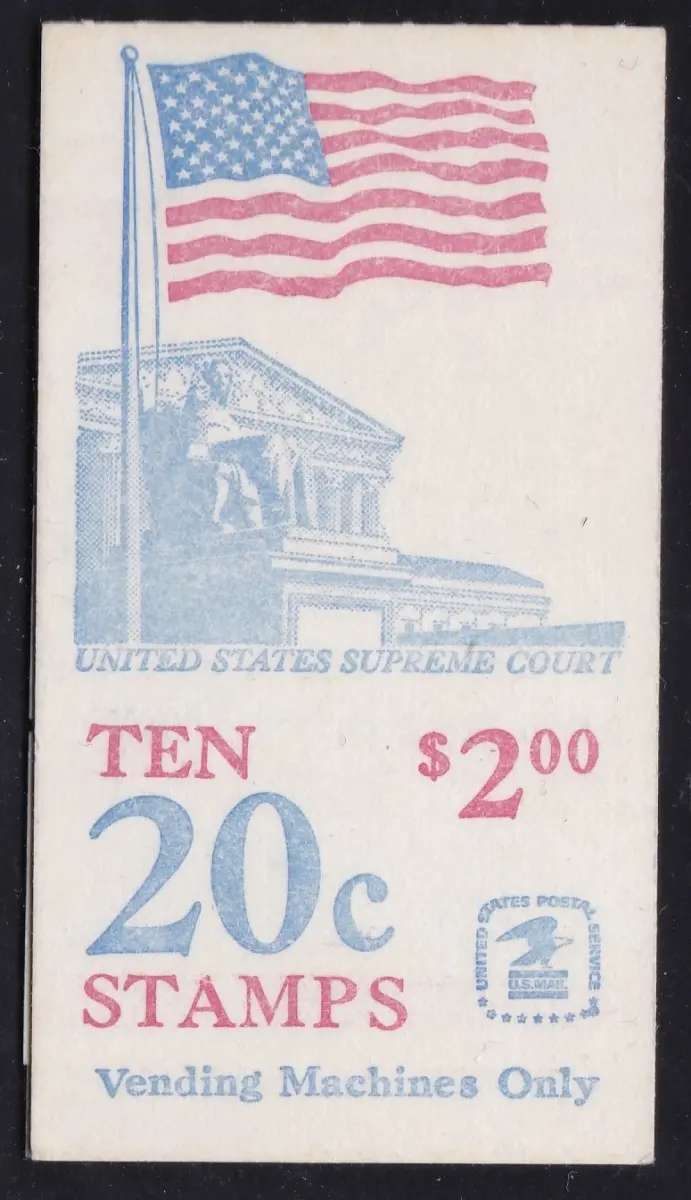 UNITED STATES SUPREME COURT
TEN
$2.00
20c
STAMPS
UNITED STATES POSTAL SERVICE
U.S.MAIL
Vending Machines Only